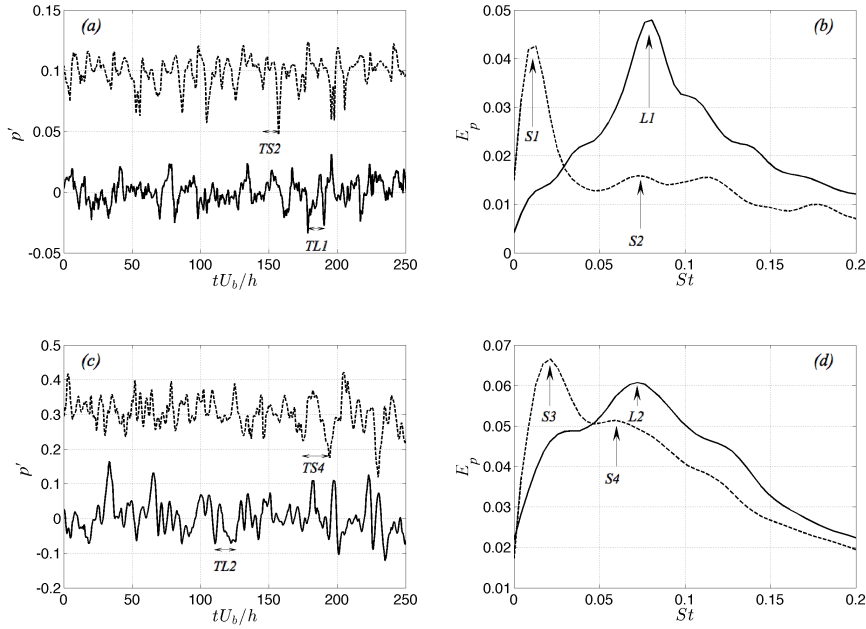 (a)
0.15
0.1
0.05
0
-0.05
p'
TS2
TL1
0 50 100 150 200 250
tU_b/h
(b)
0.05
0.04
0.03
0.02
0.01
0
E_p
S1
L1
S2
0 0.05 0.1 0.15 0.2
St
(c)
0.5
0.4
0.3
0.2
0.1
0
-0.1
-0.2
p'
TS4
TL2
0 50 100 150 200 250
tU_b/h
(d)
0.07
0.06
0.05
0.04
0.03
0.02
0.01
E_p
S3
L2
S4
0 0.05 0.1 0.15 0.2
St